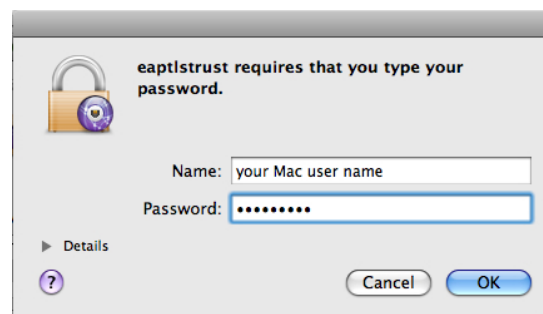 eaptlstrust requires that you type your
password.
Name: your Mac user name
Password: •••••••••
Details
?
Cancel
OK